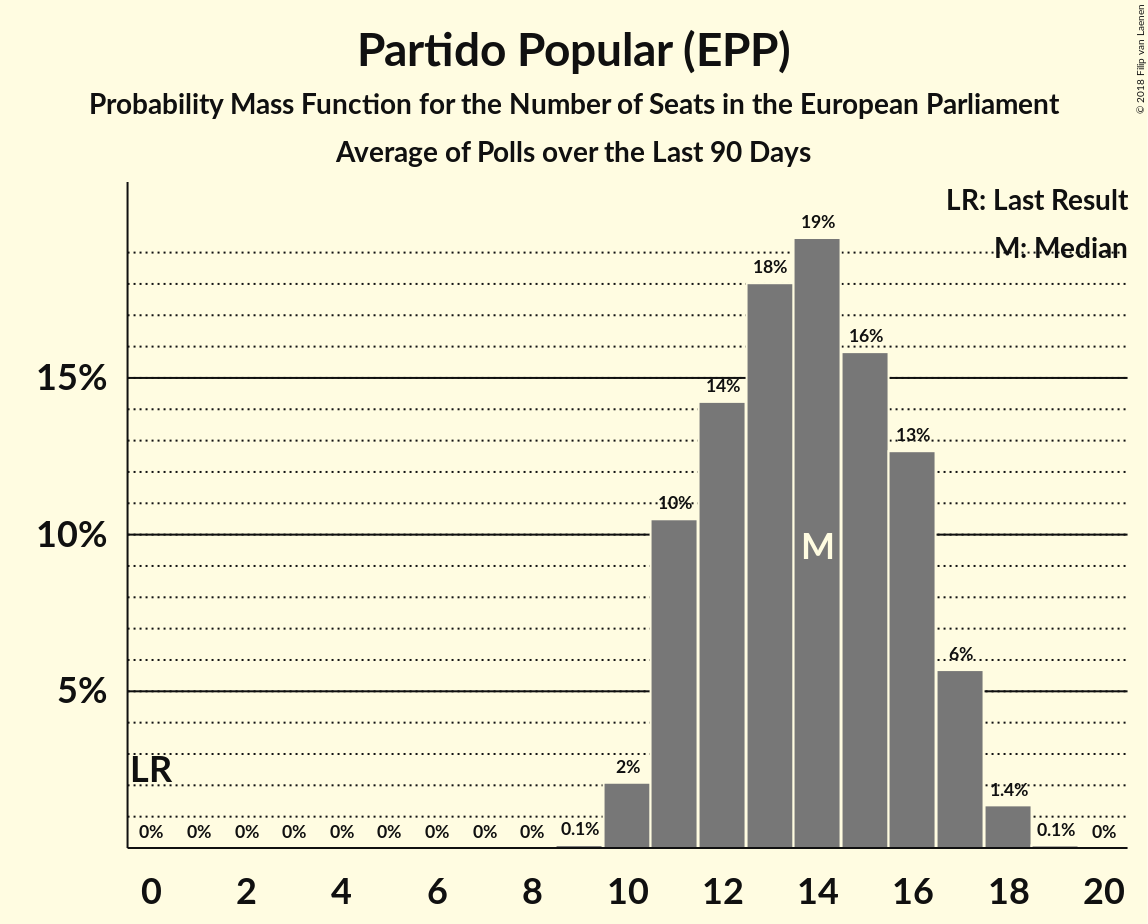 Partido Popular (EPP)
Probability Mass Function for the Number of Seats in the European Parliament
Average of Polls over the Last 90 Days
© 2018 Filip van Laenen
LR: Last Result
M: Median
19%
18%
16%
15%
14%
13%
10%
10%
M
6%
5%
LR
2%
1.4%
0% 0% 0% 0% 0% 0% 0% 0% 0% 0.1% 0.1% 0%
0 2 4 6 8 10 12 14 16 18 20